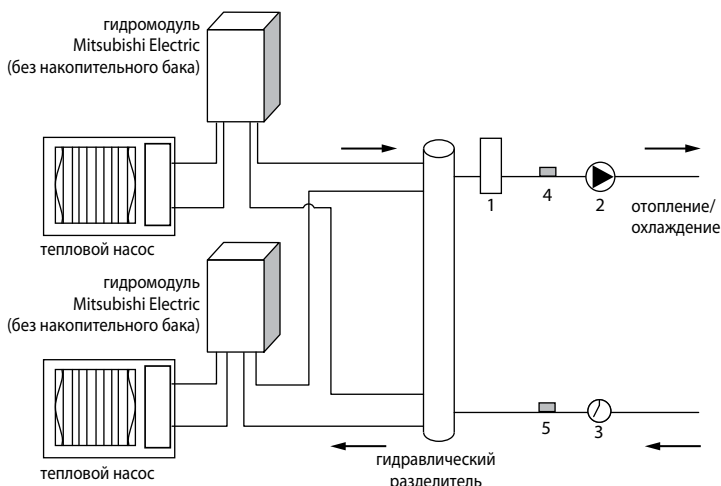 гидромодуль
Mitsubishi Electric
(без накопительного бака)
тепловой насос
1
4
2
отопление/
охлаждение
гидромодуль
Mitsubishi Electric
(без накопительного бака)
тепловой насос
5
3
гидравлический
разделитель